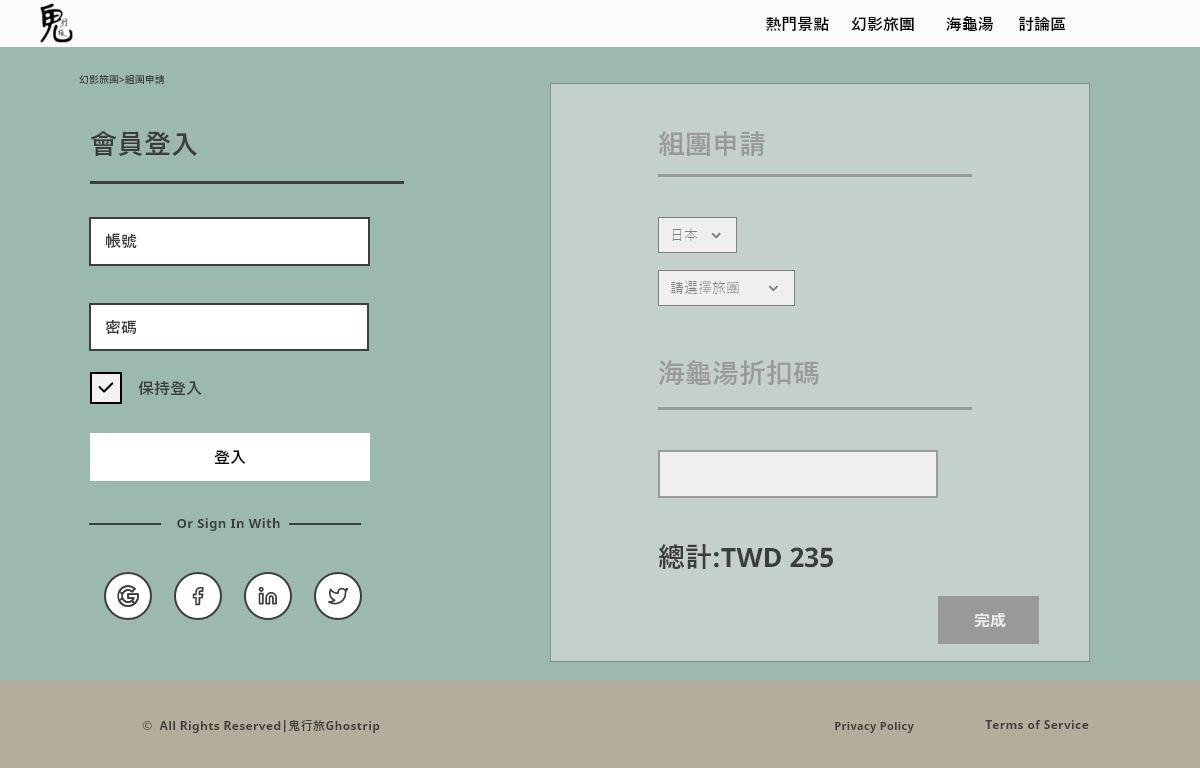 鬼行旅
熱門景點 幻影旅團 海龜湯 討論區
幻影旅團>組團申請
會員登入
帳號
密碼
保持登入
登入
Or Sign In With
組團申請
日本
請選擇旅團
海龜湯折扣碼
總計:TWD 235
完成
© All Rights Reserved|鬼行旅Ghostrip
Privacy Policy
Terms of Service